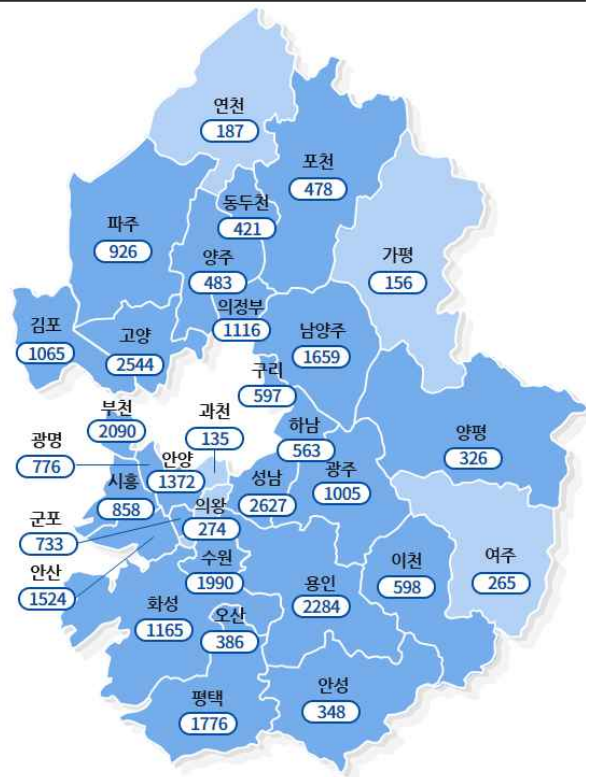 연천
187
포천
478
동두천
421
파주
926
양주
483
가평
156
의정부
1116
김포
1065
고양
2544
남양주
1659
구리
597
부천
2090
과천
135
하남
563
양평
326
광명
776
안양
1372
시흥
858
성남
2627
광주
1005
군포
733
의왕
274
안산
1524
수원
1990
용인
2284
이천
598
여주
265
화성
1165
오산
386
평택
1776
안성
348